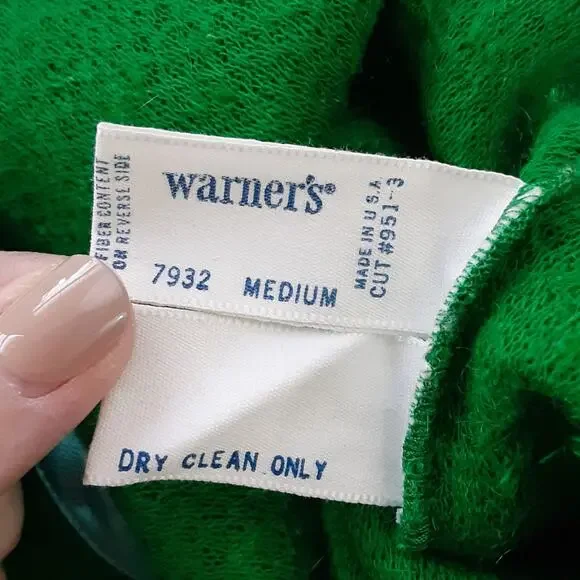 FIBER CONTENT
ON REVERSE SIDE
warner's®
MADE IN U.S.A.
CUT #951-3
7932 MEDIUM
DRY CLEAN ONLY